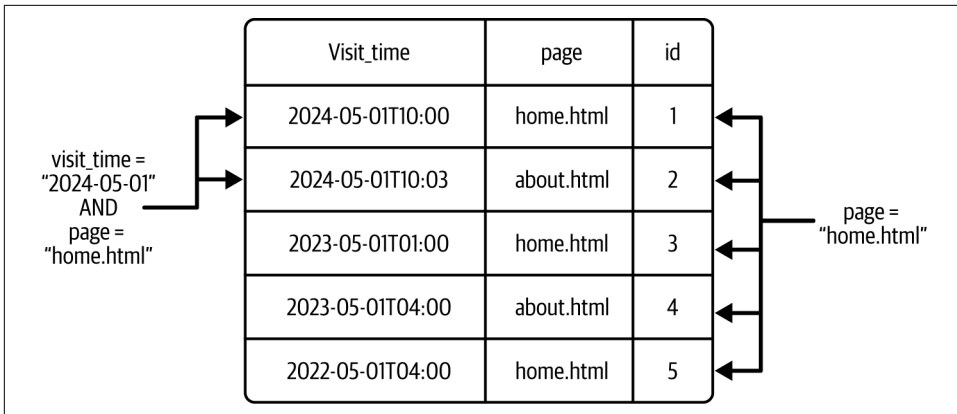 Visit_time page id
2024-05-01T10:00 home.html 1
2024-05-01T10:03 about.html 2
2023-05-01T01:00 home.html 3
2023-05-01T04:00 about.html 4
2022-05-01T04:00 home.html 5
visit_time =
“2024-05-01”
AND
page =
“home.html”
page =
“home.html”